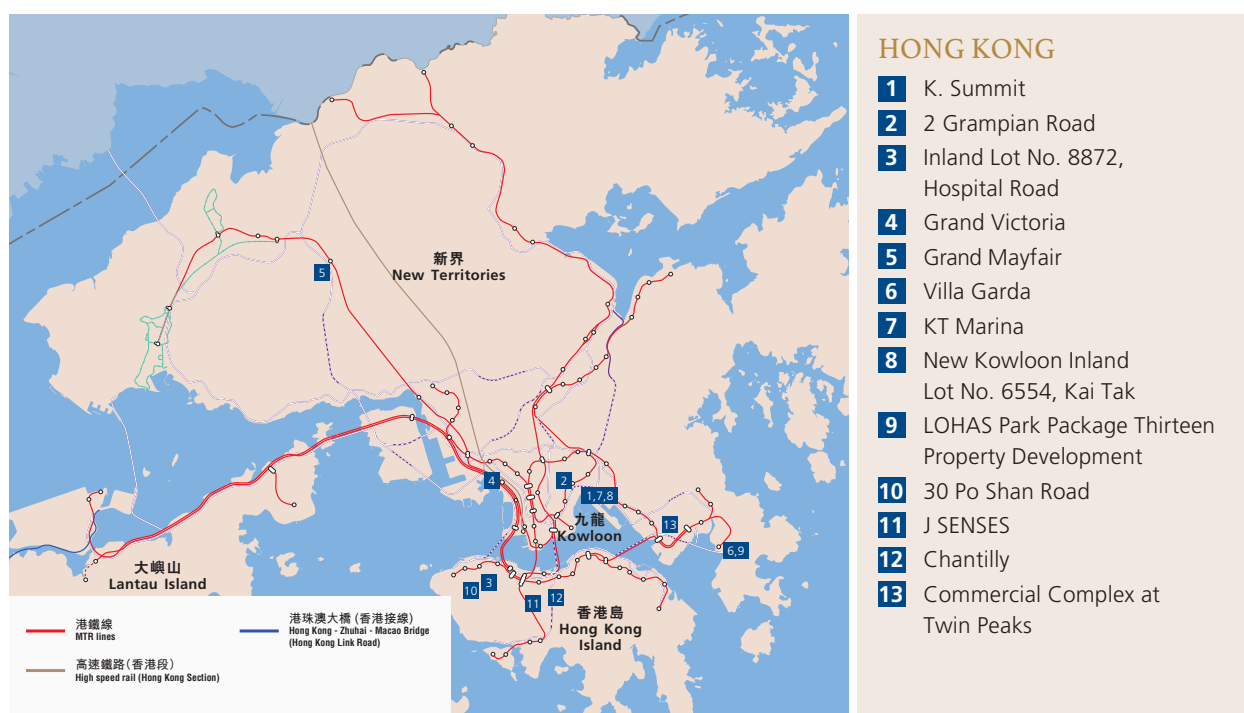 新界
New Territories
5
4
2
1,7,8
九龍
Kowloon
13
6,9
大嶼山
Lantau Island
10
3
11
12
香港島
Hong Kong
Island
港鐵線
MTR lines
高速鐵路(香港段)
High speed rail (Hong Kong Section)
港珠澳大橋(香港接線)
Hong Kong - Zhuhai - Macao Bridge
(Hong Kong Link Road)
HONG KONG
1 K. Summit
2 2 Grampian Road
3 Inland Lot No. 8872,
Hospital Road
4 Grand Victoria
5 Grand Mayfair
6 Villa Garda
7 KT Marina
8 New Kowloon Inland
Lot No. 6554, Kai Tak
9 LOHAS Park Package Thirteen
Property Development
10 30 Po Shan Road
11 J SENSES
12 Chantilly
13 Commercial Complex at
Twin Peaks